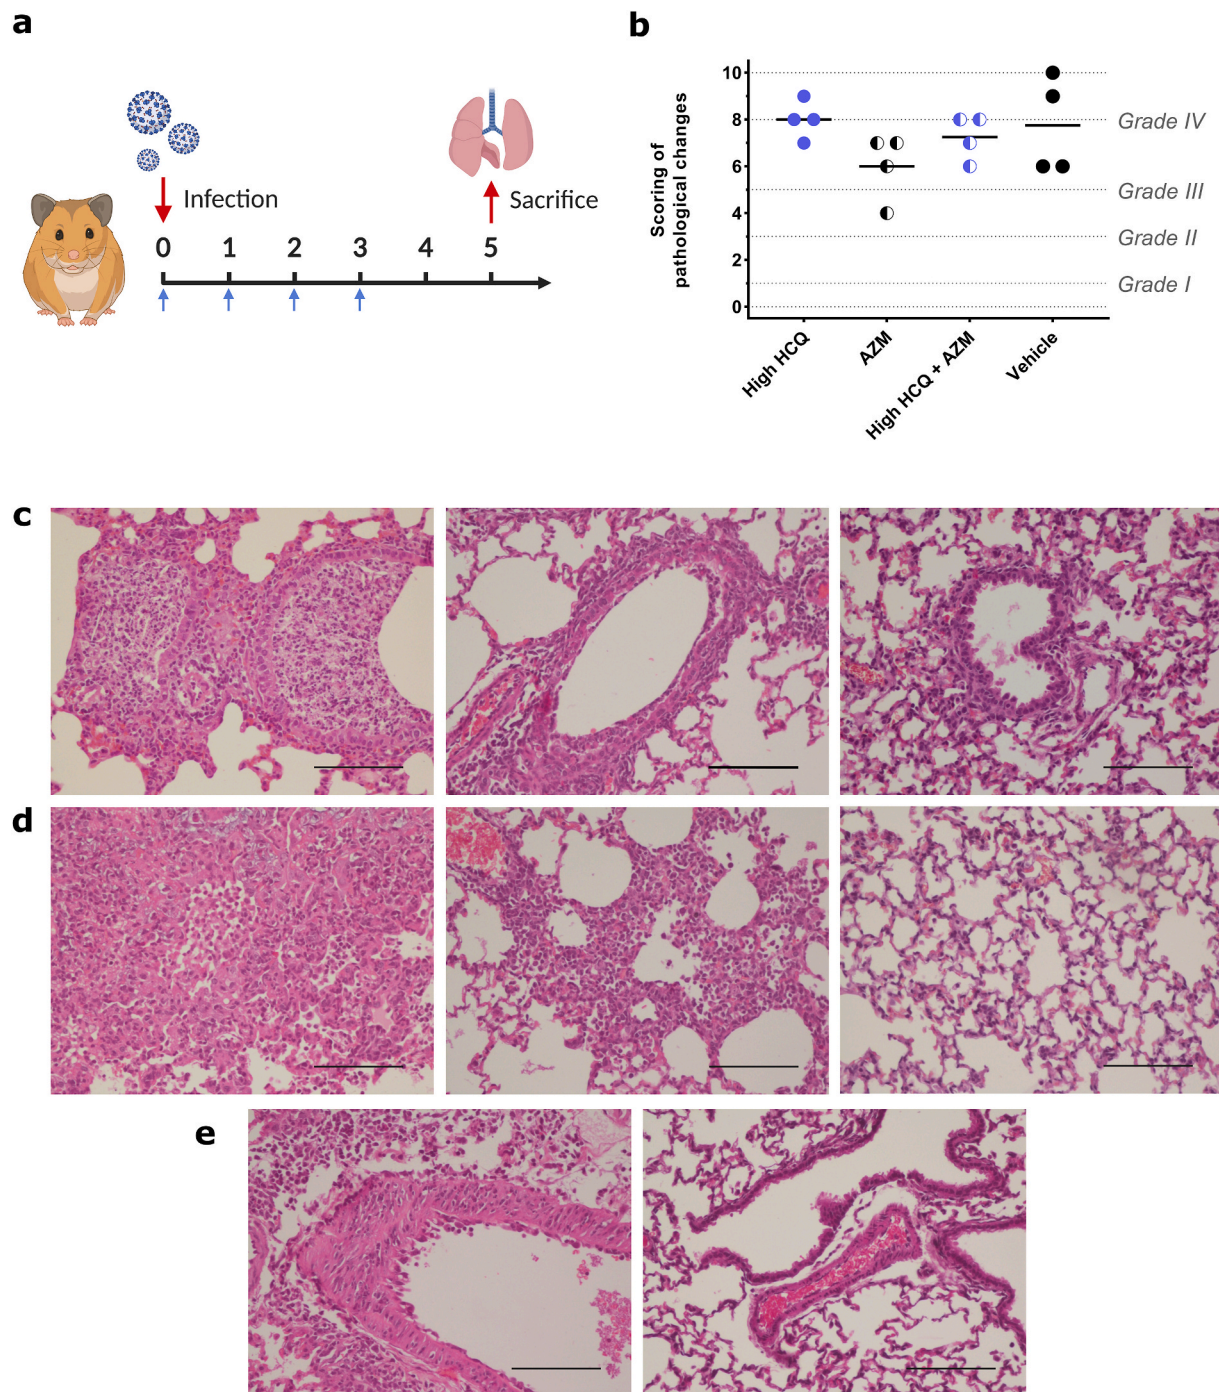 a
Infection
Sacrifice
0 1 2 3 4 5
b
Scoring of
pathological changes
10
8
6
4
2
0
Grade IV
Grade III
Grade II
Grade I
High HCQ
AZM
High HCQ + AZM
Vehicle
c
d
e